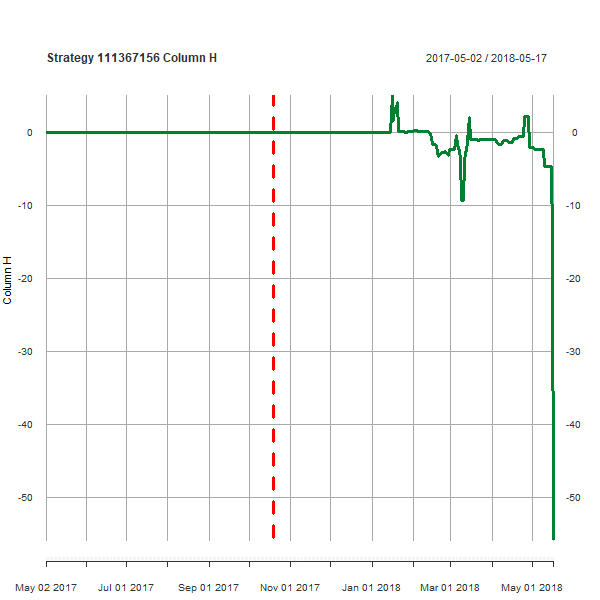 Strategy 111367156 Column H
2017-05-02 / 2018-05-17
0
0
-10
-10
-20
-20
-30
-30
-40
-40
-50
-50
Column H
May 02 2017
Jul 01 2017
Sep 01 2017
Nov 01 2017
Jan 01 2018
Mar 01 2018
May 01 2018